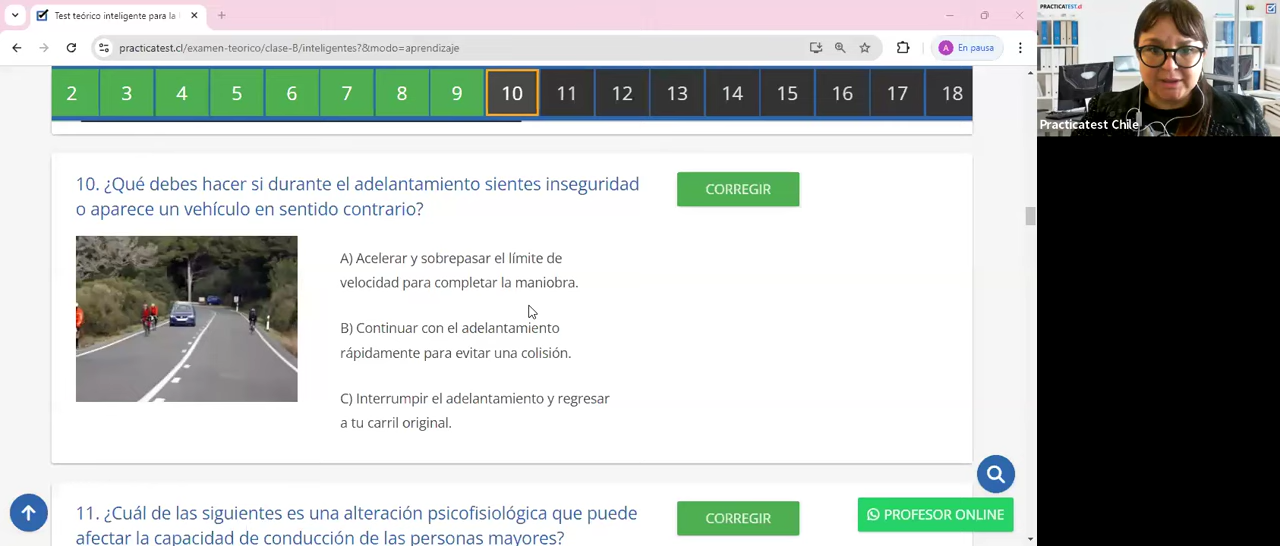 Test teórico inteligente para la
practicatest.cl/examen-teorico/clase-B/inteligentes?&modo=aprendizaje
A
En pausa
PRACTICATEST.cl
Practicatest Chile
2 3 4 5 6 7 8 9 10 11 12 13 14 15 16 17 18
10. ¿Qué debes hacer si durante el adelantamiento sientes inseguridad
o aparece un vehículo en sentido contrario?
CORREGIR
A) Acelerar y sobrepasar el límite de
velocidad para completar la maniobra.
B) Continuar con el adelantamiento
rápidamente para evitar una colisión.
C) Interrumpir el adelantamiento y regresar
a tu carril original.
11. ¿Cuál de las siguientes es una alteración psicofisiológica que puede
afectar la capacidad de conducción de las personas mayores?
CORREGIR
PROFESOR ONLINE